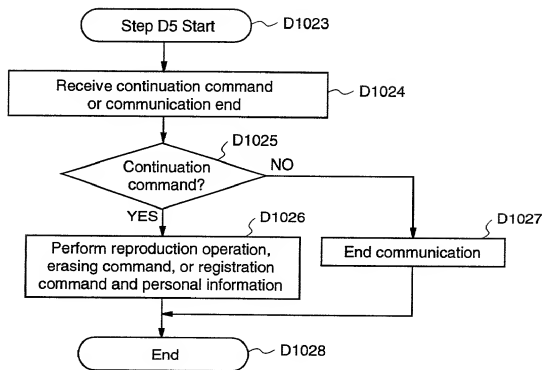 Step D5 Start
D1023
Receive continuation command
or communication end
D1024
D1025
Continuation
command?
NO
YES
D1026
Perform reproduction operation,
erasing command, or registration
command and personal information
D1027
End communication
End
D1028